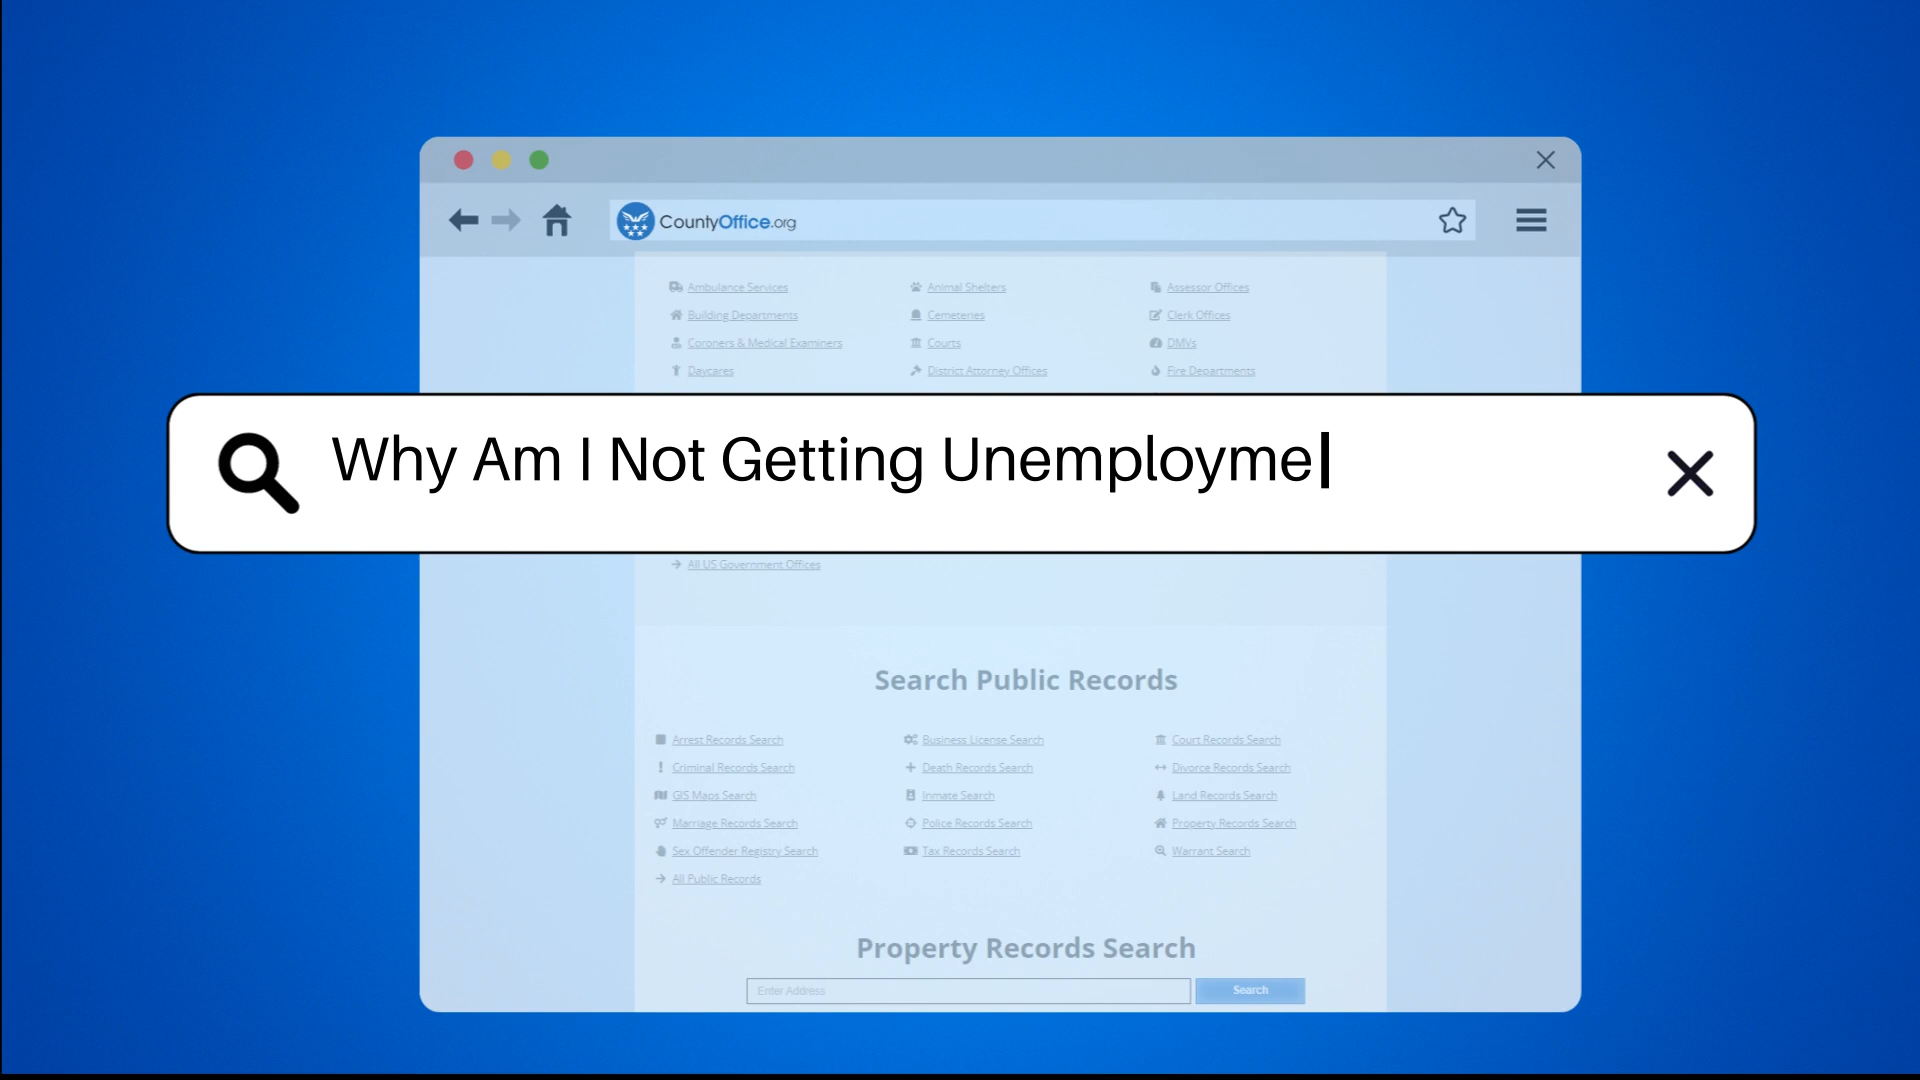 CountyOffice.org
Ambulance Services Animal Shelters Assessor Offices
Building Departments Cemeteries Clerk Offices
Coroners & Medical Examiners Courts DMVs
Daycares District Attorney Offices Fire Departments
Why Am I Not Getting Unemployme
All US Government Offices
Search Public Records
Arrest Records Search Business License Search Court Records Search
Criminal Records Search Death Records Search Divorce Records Search
GIS Maps Search Inmate Search Land Records Search
Marriage Records Search Police Records Search Property Records Search
Sex Offender Registry Search Tax Records Search Warrant Search
All Public Records
Property Records Search
Enter Address Search